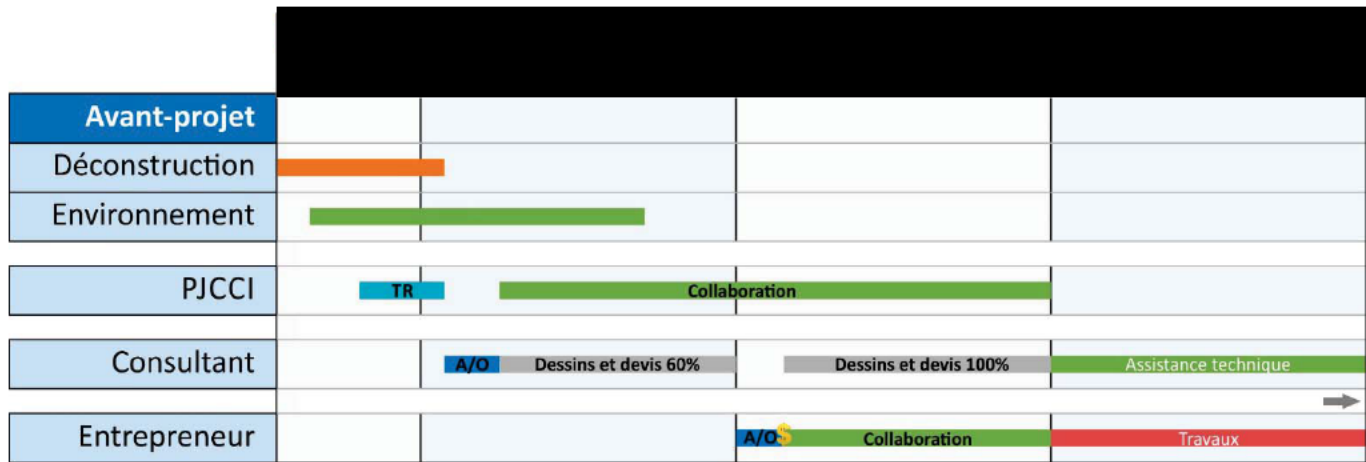 Avant-projet
Déconstruction
Environnement
PJCCI TR Collaboration
Consultant A/O Dessins et devis 60% Dessins et devis 100% Assistance technique
Entrepreneur A/O$ Collaboration Travaux